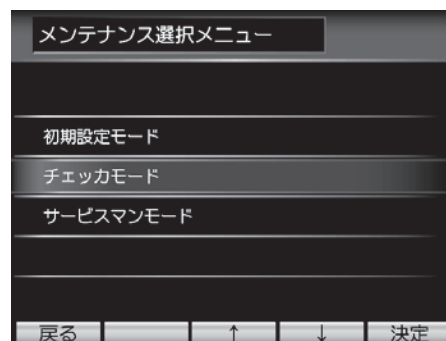 メンテナンス選択メニュー
初期設定モード
チェッカモード
サービスマンモード
戻る ↑ ↓ 決定